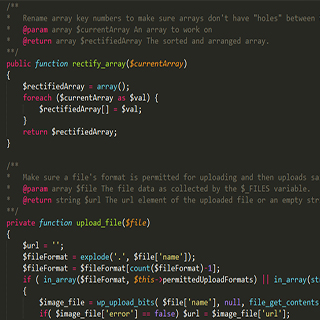 /**
*   Rename array key numbers to make sure arrays don't have "holes" between
*   @param array $currentArray An array to work on
*   @return array $rectifiedArray The sorted and arranged array.
**/
public function rectify_array($currentArray)
{
    $rectifiedArray = array();
    foreach ($currentArray as $val) {
        $rectifiedArray[] = $val;
    }
    return $rectifiedArray;
}
/**
*   Make sure a file's format is permitted for uploading and then uploads sa
*   @param array $file The file data as collected by the $_FILES variable.
*   @return string $url The url element of the uploaded file or an empty str
**/
private function upload_file($file)
{
    $url = '';
    $fileFormat = explode('.', $file['name']);
    $fileFormat = $fileFormat[count($fileFormat)-1];
    if ( in_array($fileFormat, $this->permittedUploadFormats) || in_array(str
    {
        $image_file = wp_upload_bits( $file['name'], null, file_get_contents
        if( $image_file['error'] == false) $url = $image_file['url'];